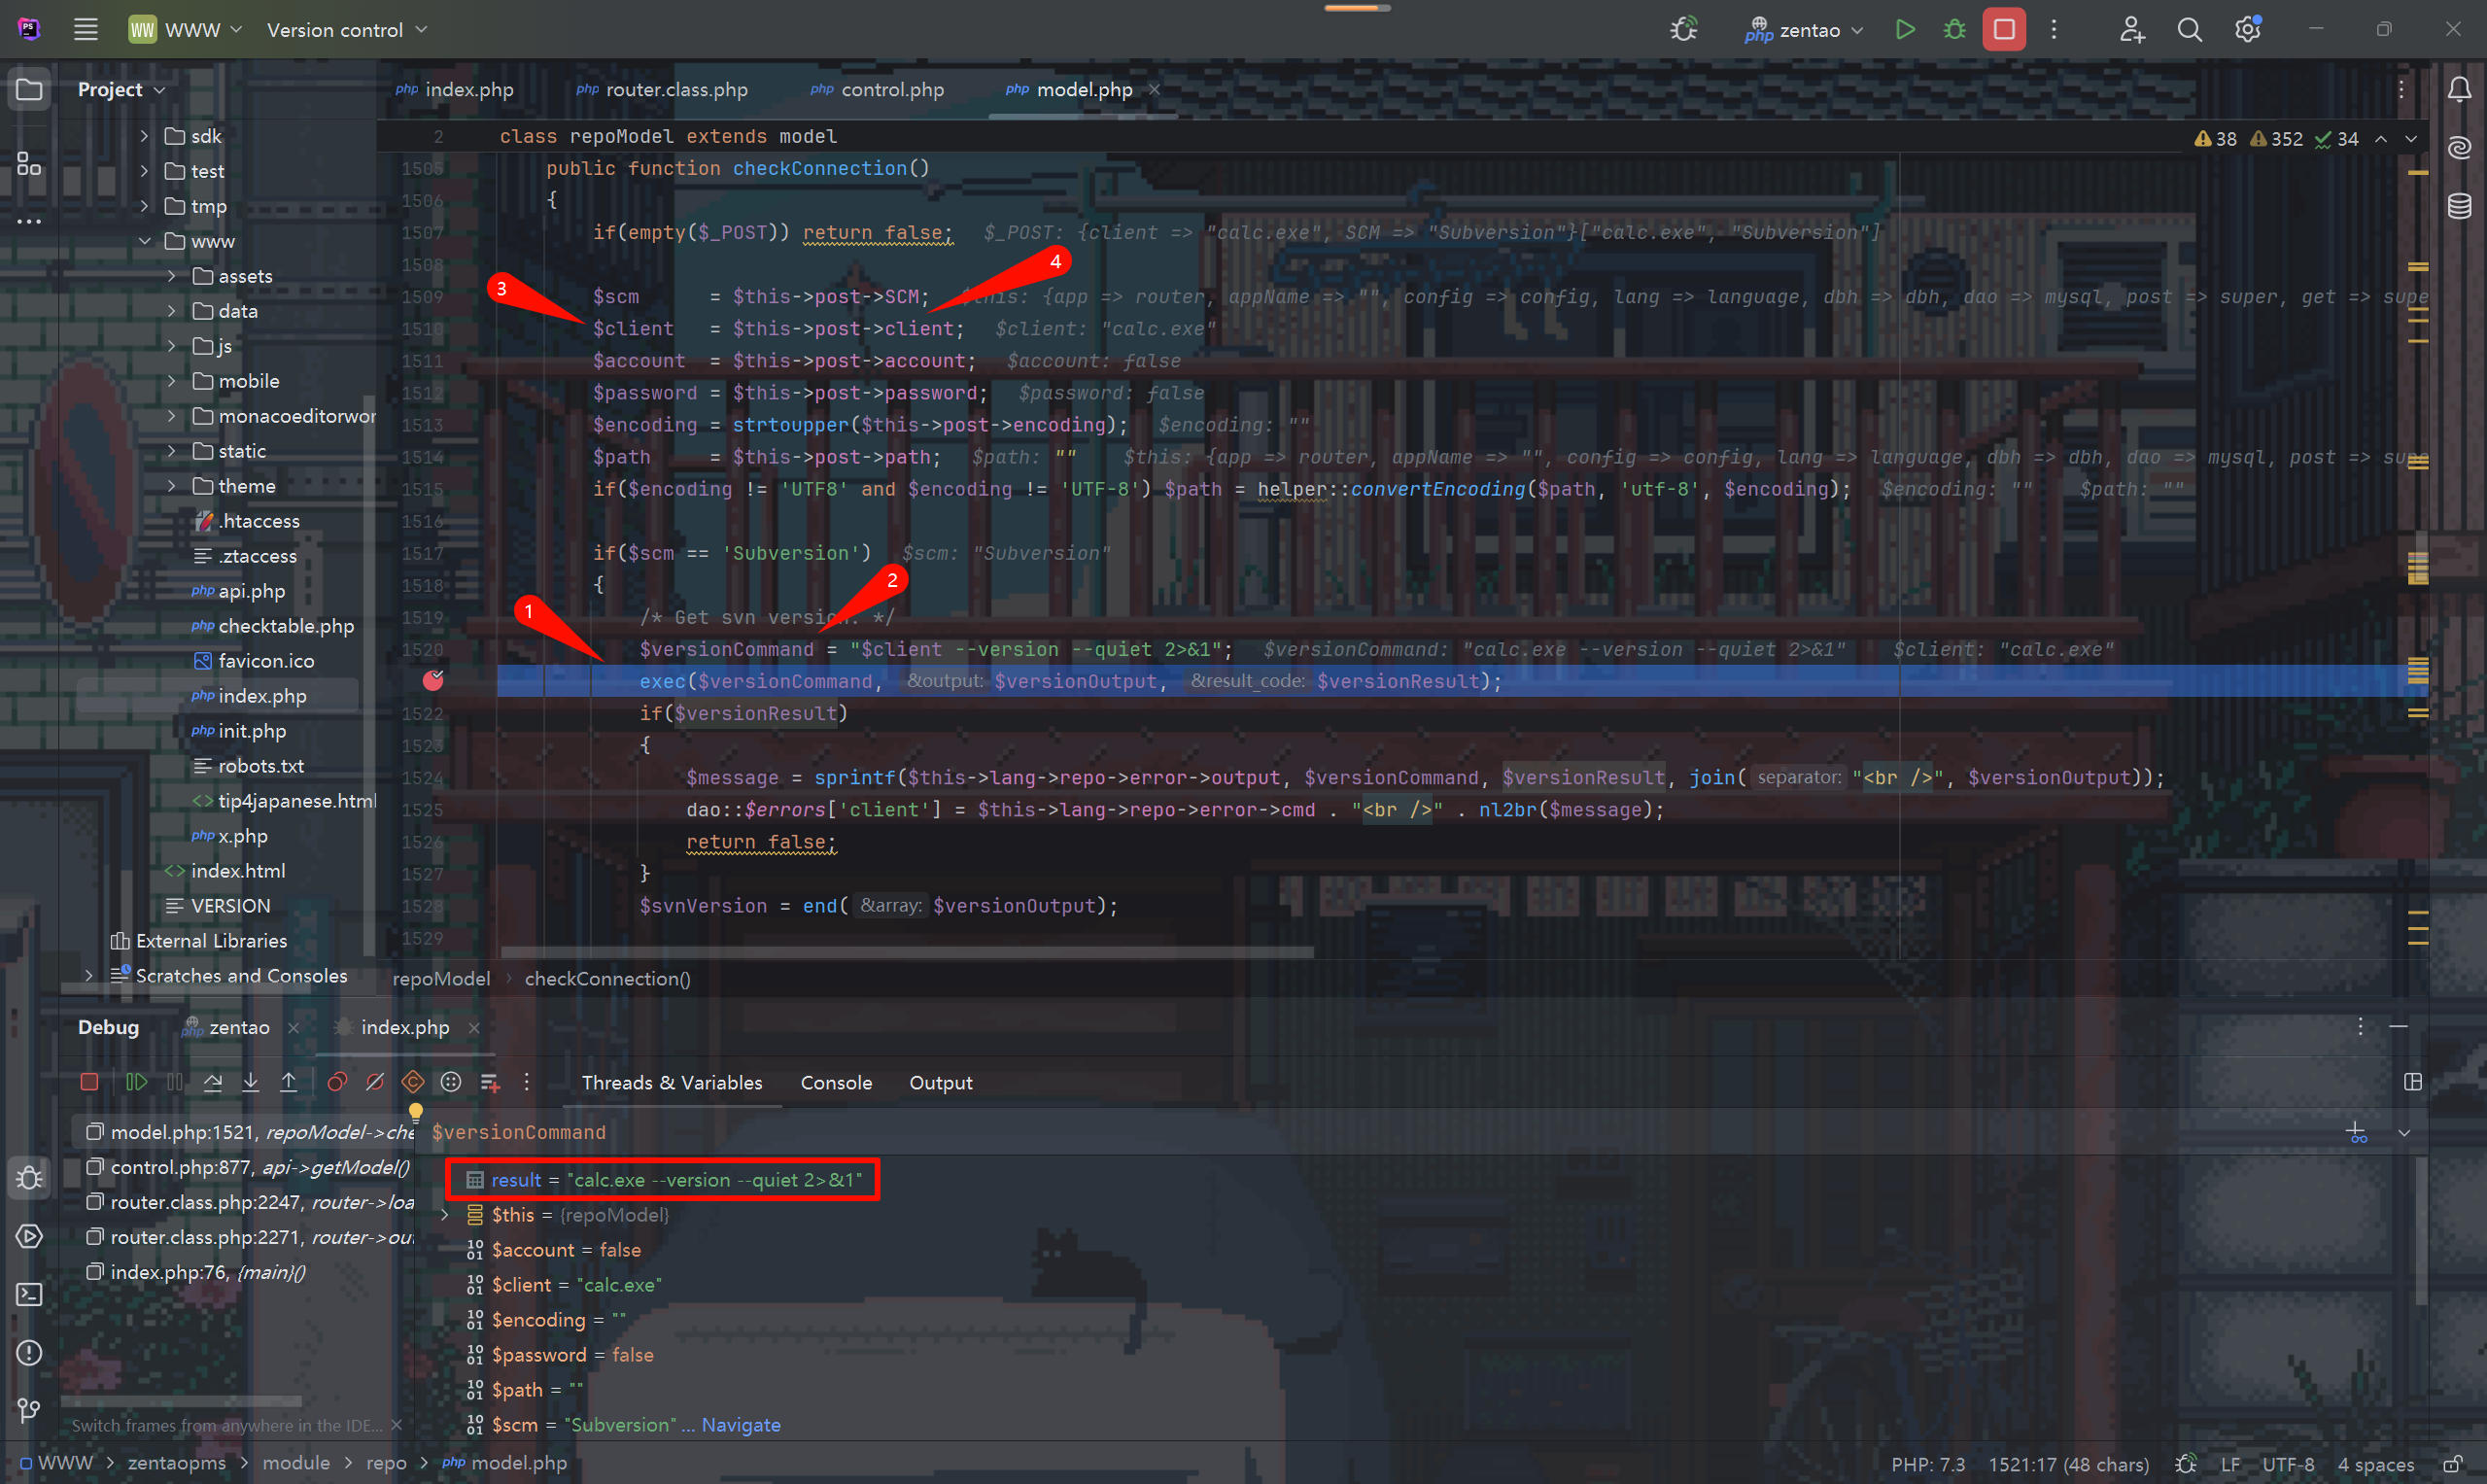 WW WWW Version control
php zentao
Project
php index.php php router.class.php php control.php php model.php
2 class repoModel extends model 38 352 34
sdk
test
tmp
www
assets
data
js
mobile
monacoeditorwor
static
theme
.htaccess
.ztaccess
php api.php
php checktable.php
favicon.ico
php index.php
php init.php
robots.txt
tip4japanese.html
php x.php
index.html
VERSION
External Libraries
Scratches and Consoles
1505 public function checkConnection()
1506 {
1507 if(empty($_POST)) return false; $_POST: {client => "calc.exe", SCM => "Subversion"}["calc.exe", "Subversion"]
1508
3 4
1509 $scm = $this->post->SCM; $this: {app => router, appName => "", config => config, lang => language, dbh => dbh, dao => mysql, post => super, get => supe
1510 $client = $this->post->client; $client: "calc.exe"
1511 $account = $this->post->account; $account: false
1512 $password = $this->post->password; $password: false
1513 $encoding = strtoupper($this->post->encoding); $encoding: ""
1514 $path = $this->post->path; $path: "" $this: {app => router, appName => "", config => config, lang => language, dbh => dbh, dao => mysql, post => supe
1515 if($encoding != 'UTF8' and $encoding != 'UTF-8') $path = helper::convertEncoding($path, 'utf-8', $encoding); $encoding: "" $path: ""
1516
1517 if($scm == 'Subversion') $scm: "Subversion"
1518 {
1 2
1519 /* Get svn version. */
1520 $versionCommand = "$client --version --quiet 2>&1"; $versionCommand: "calc.exe --version --quiet 2>&1" $client: "calc.exe"
exec($versionCommand, &output: $versionOutput, &result_code: $versionResult);
1522 if($versionResult)
1523 {
1524 $message = sprintf($this->lang->repo->error->output, $versionCommand, $versionResult, join( separator: "<br />", $versionOutput));
1525 dao::$errors['client'] = $this->lang->repo->error->cmd . "<br />" . nl2br($message);
1526 return false;
1527 }
1528 $svnVersion = end( &array: $versionOutput);
1529
repoModel checkConnection()
Debug php zentao index.php
Threads & Variables Console Output
model.php:1521, repoModel->che
control.php:877, api->getModel()
router.class.php:2247, router->loa
router.class.php:2271, router->out
index.php:76, {main}()
Switch frames from anywhere in the IDE...
$versionCommand
result = "calc.exe --version --quiet 2>&1"
$this = {repoModel}
$account = false
$client = "calc.exe"
$encoding = ""
$password = false
$path = ""
$scm = "Subversion" ... Navigate
WWW zentaopms module repo php model.php
PHP: 7.3 1521:17 (48 chars) LF UTF-8 4 spaces